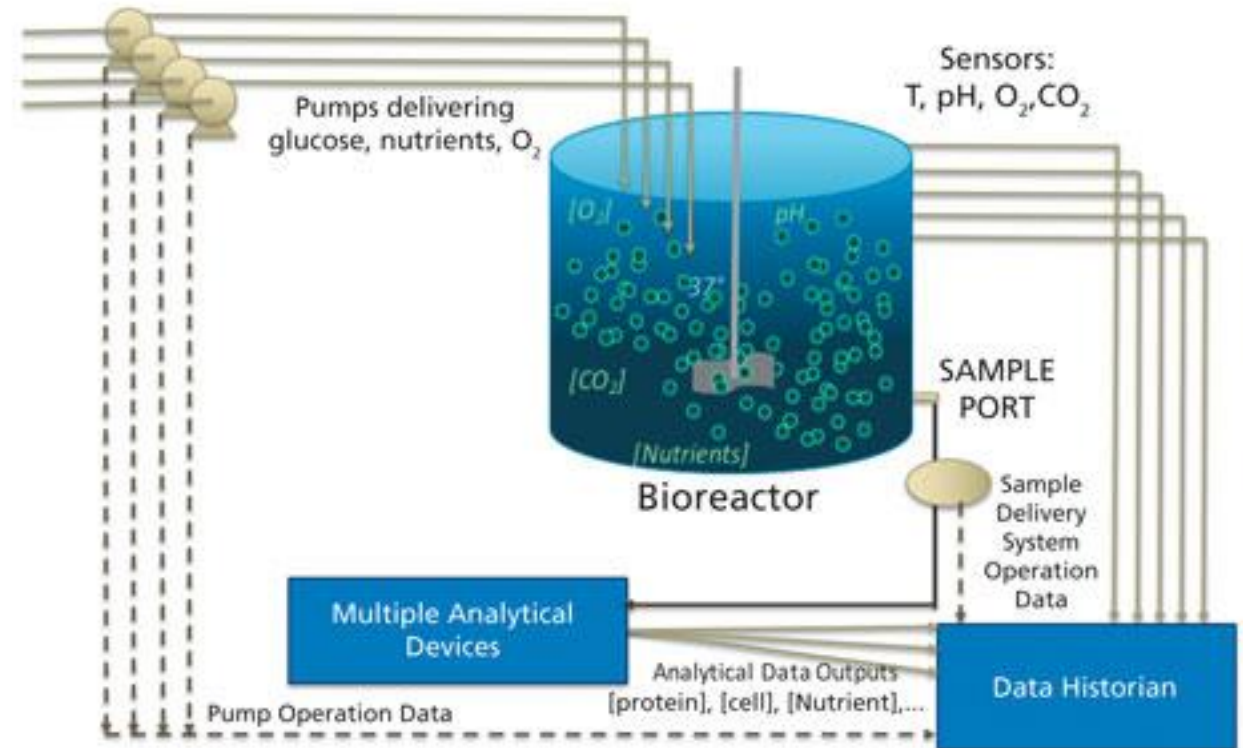 Pumps delivering
glucose, nutrients, O₂
Sensors:
T, pH, O₂,CO₂
[O₂]
pH
37°
[CO₂]
[Nutrients]
Bioreactor
SAMPLE
PORT
Sample
Delivery
System
Operation
Data
Multiple Analytical
Devices
Analytical Data Outputs
[protein], [cell], [Nutrient],...
Data Historian
Pump Operation Data